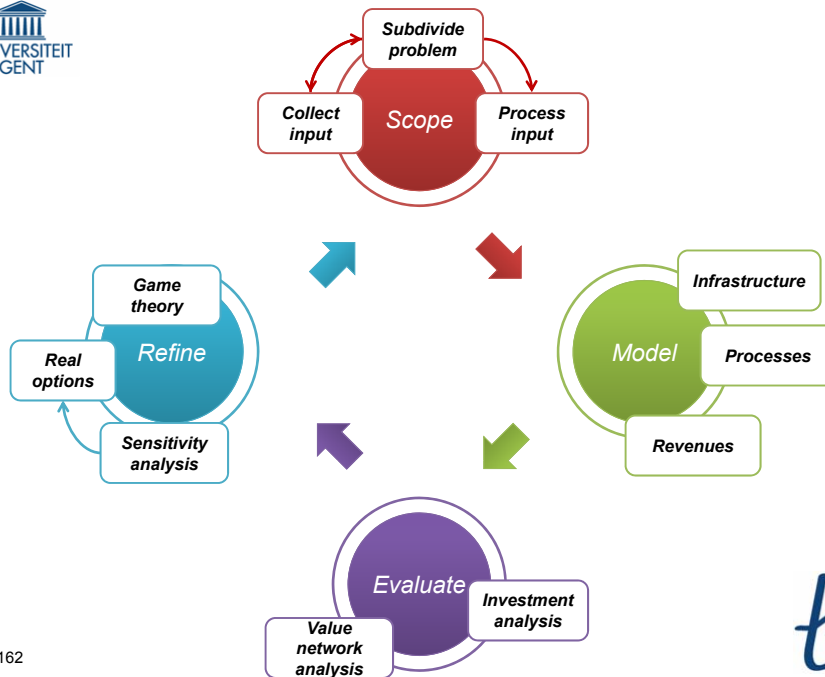 VERSITEIT
GENT
Subdivide
problem
Collect
input
Scope
Process
input
Game
theory
Infrastructure
Real
options
Refine
Model
Processes
Sensitivity
analysis
Revenues
Evaluate
Investment
analysis
Value
network
analysis
162